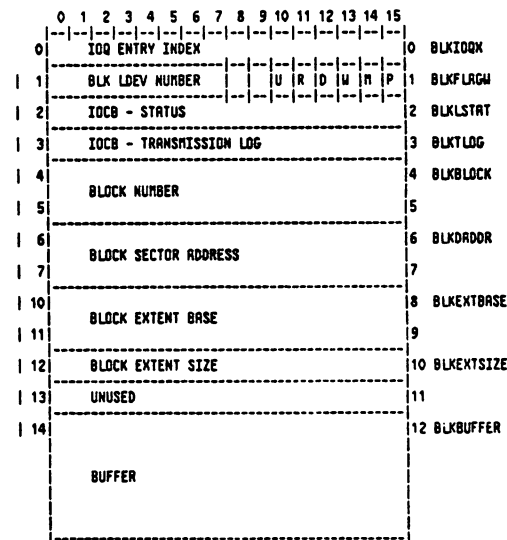 0 1 2 3 4 5 6 7 8 9 10 11 12 13 14 15
0 IOQ ENTRY INDEX 0 BLKIOQX
1 BLK LDEV NUMBER U R D W M P 1 BLKFLAGW
2 IOCB - STATUS 2 BLKLSTAT
3 IOCB - TRANSMISSION LOG 3 BLKTLOG
4 4 BLKBLOCK
BLOCK NUMBER
5 5
6 6 BLKDADDR
BLOCK SECTOR ADDRESS
7 7
10 8 BLKEXTBASE
BLOCK EXTENT BASE
11 9
12 BLOCK EXTENT SIZE 10 BLKEXTSIZE
13 UNUSED 11
14 12 BLKBUFFER
BUFFER